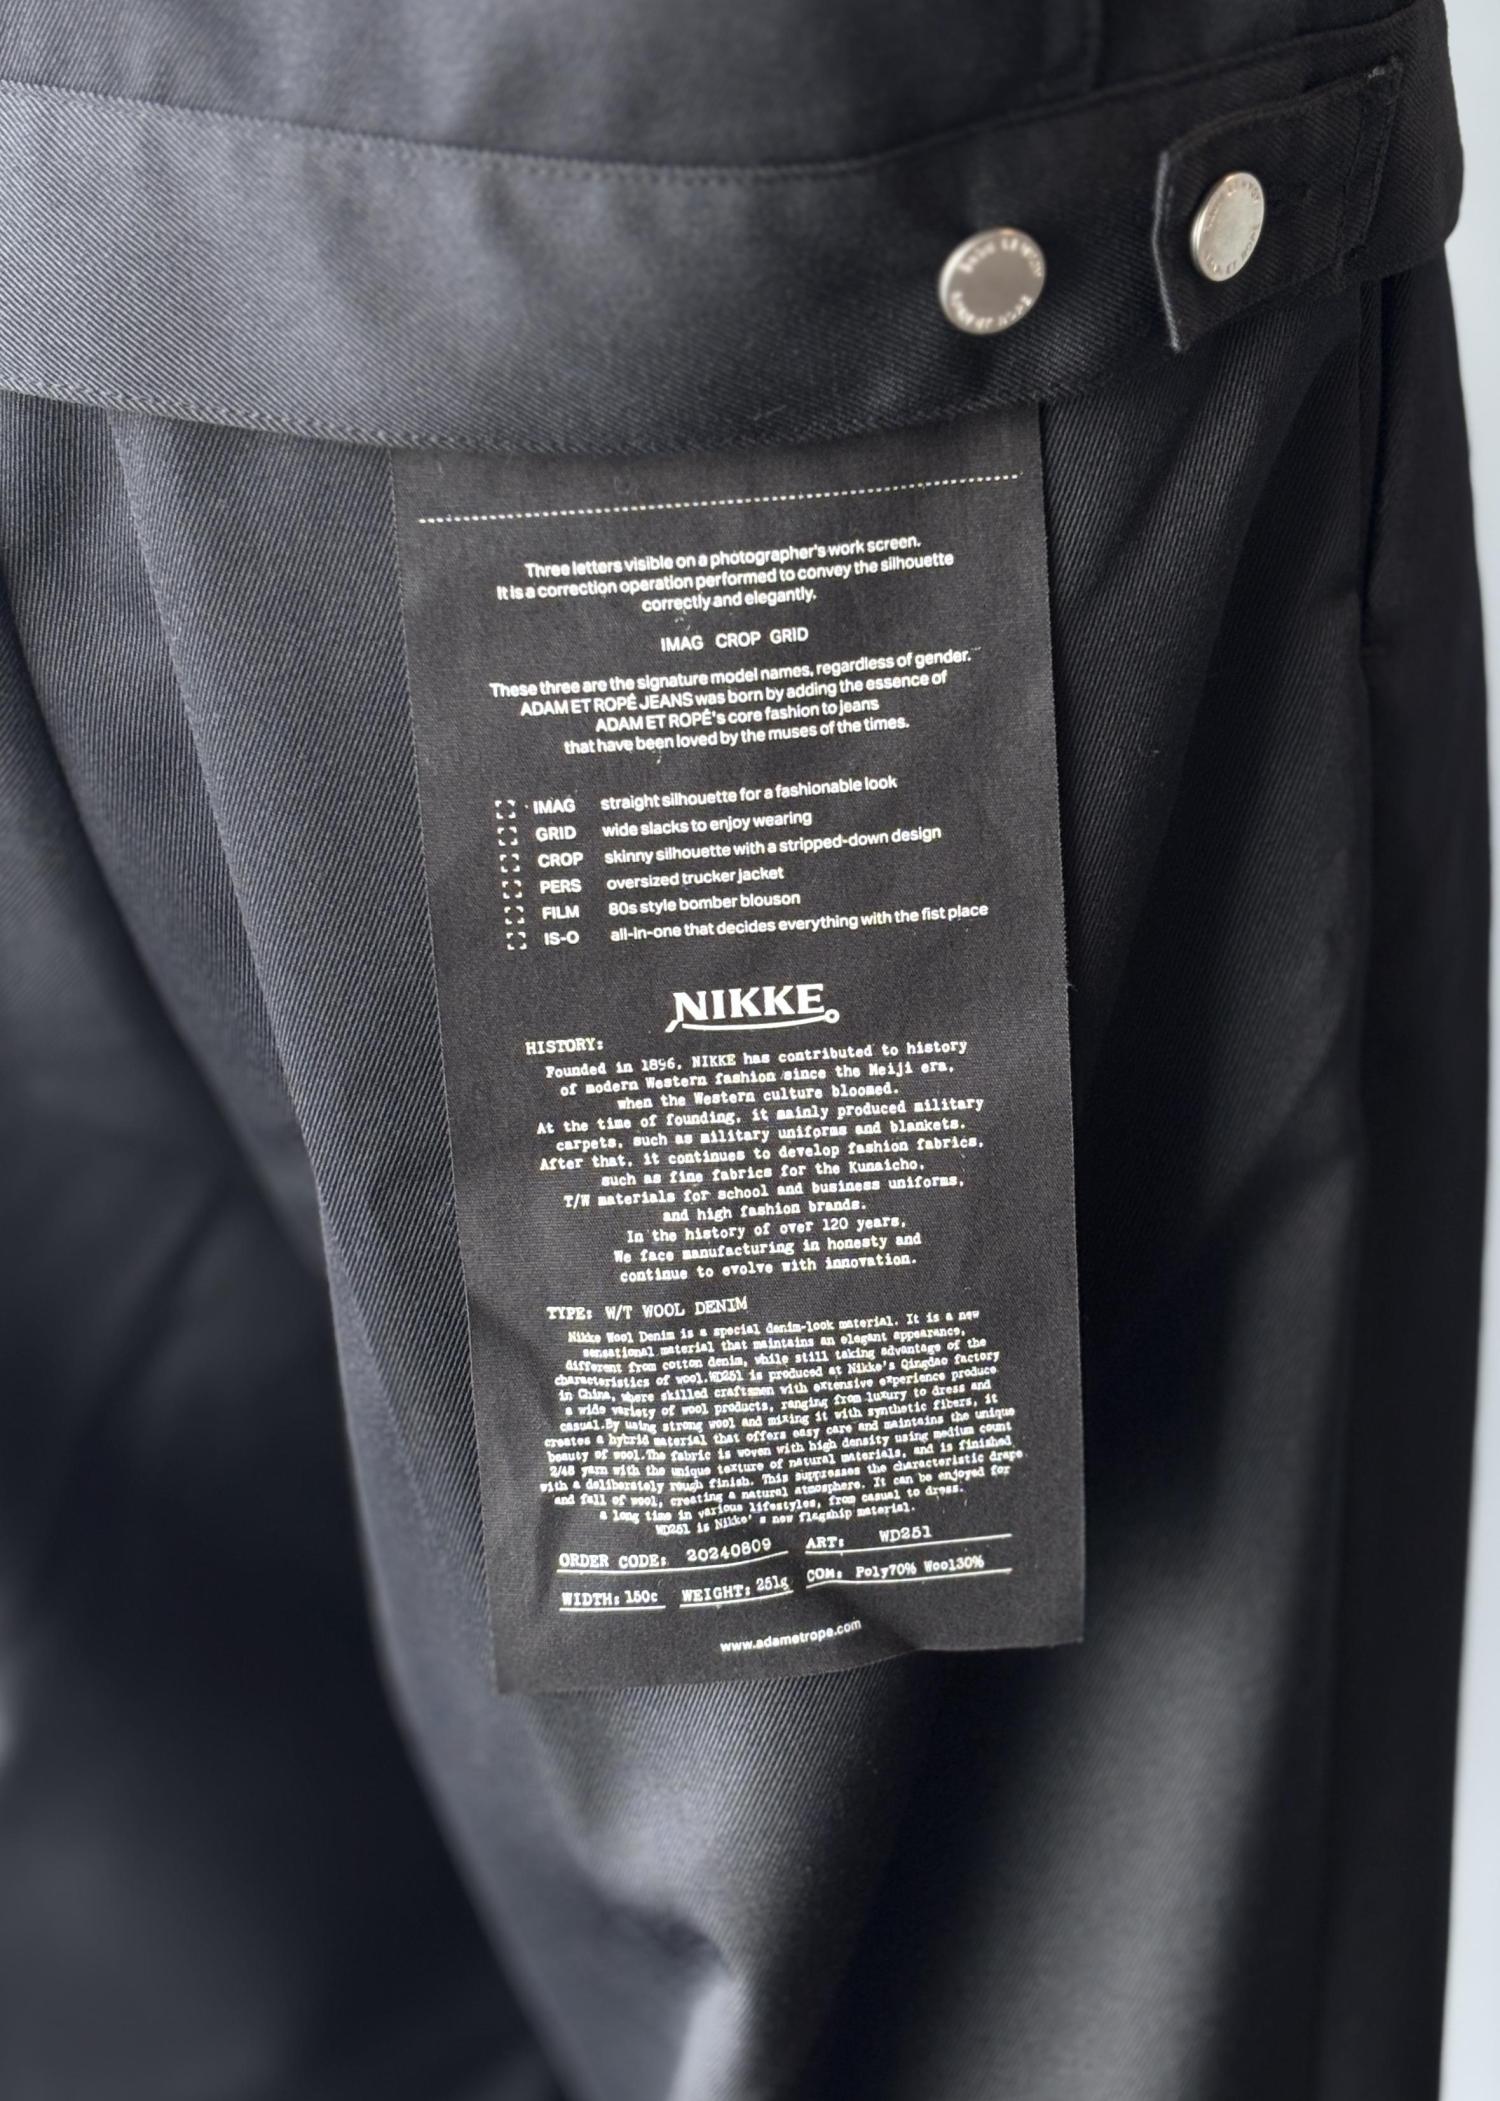 Three letters visible on a photographer's work screen.
It is a correction operation performed to convey the silhouette
correctly and elegantly.
IMAG CROP GRID
These three are the signature model names, regardless of gender.
ADAM ET ROPÉ JEANS was born by adding the essence of
ADAM ET ROPÉ's core fashion to jeans
that have been loved by the muses of the times.
IMAG straight silhouette for a fashionable look
GRID wide slacks to enjoy wearing
CROP skinny silhouette with a stripped-down design
PERS oversized trucker jacket
FILM 80s style bomber blouson
IS-O all-in-one that decides everything with the fist place
NIKKE
HISTORY:
Founded in 1896, NIKKE has contributed to history
of modern Western fashion since the Meiji era,
when the Western culture bloomed.
At the time of founding, it mainly produced military
carpets, such as military uniforms and blankets.
After that, it continues to develop fashion fabrics,
such as fine fabrics for the Kunaicho,
T/W materials for school and business uniforms,
and high fashion brands.
In the history of over 120 years,
We face manufacturing in honesty and
continue to evolve with innovation.
TYPE: W/T WOOL DENIM
Nikke Wool Denim is a special denim-look material. It is a new
sensational material that maintains an elegant appearance,
different from cotton denim, while still taking advantage of the
characteristics of wool.WD251 is produced at Nikke's Qingdao factory
in China, where skilled craftsmen with extensive experience produce
a wide variety of wool products, ranging from luxury to dress and
casual.By using strong wool and mixing it with synthetic fibers, it
creates a hybrid material that offers easy care and maintains the unique
beauty of wool.The fabric is woven with high density using medium count
2/48 yarn with the unique texture of natural materials, and is finished
with a deliberately rough finish. This suppresses the characteristic drape
and fall of wool, creating a natural atmosphere. It can be enjoyed for
a long time in various lifestyles, from casual to dress.
WD251 is Nikke' s new flagship material.
ORDER CODE: 20240809 ART: WD251
WIDTH: 150c WEIGHT: 251g COM: Poly70% Wool30%
www.adametrope.com